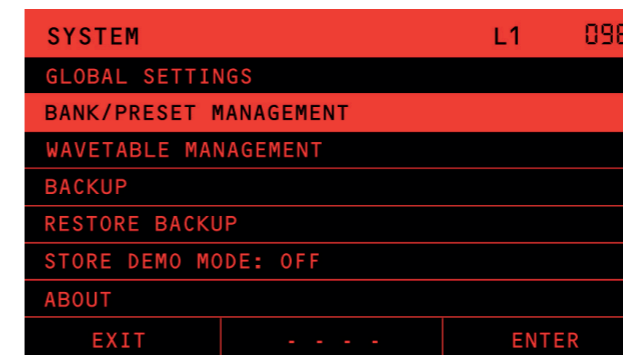 SYSTEM L1 098
GLOBAL SETTINGS
BANK/PRESET MANAGEMENT
WAVETABLE MANAGEMENT
BACKUP
RESTORE BACKUP
STORE DEMO MODE: OFF
ABOUT
EXIT - - - - ENTER